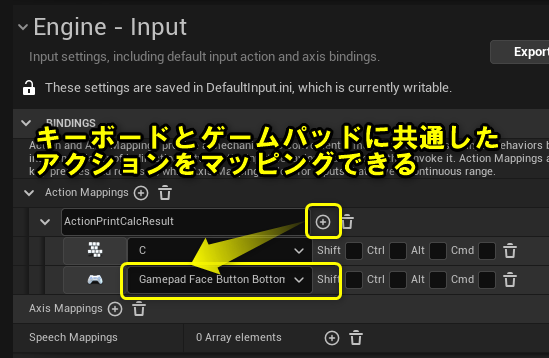 Engine - Input
Input settings, including default input action and axis bindings.
Export
These settings are saved in DefaultInput.ini, which is currently writable.
BINDINGS
キーボードとゲームパッドに共通した
アクションをマッピングできる
Action and Axis Mappings provide a mechanism to
behaviors b
invoke it. Action Mappings a
continuous range.
Action Mappings
ActionPrintCalcResult
C
Shift Ctrl Alt Cmd
Gamepad Face Button Botton
Shift Ctrl Alt Cmd
Axis Mappings
Speech Mappings
0 Array elements